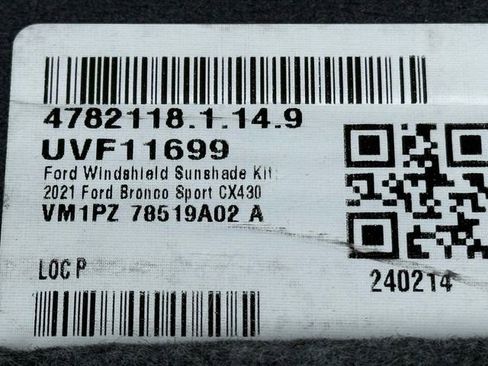 4782118.1.14.9
UVF11699
Ford Windshield Sunshade Kit
2021 Ford Bronco Sport CX430
VM1PZ 78519A02 A
LOC P
240214